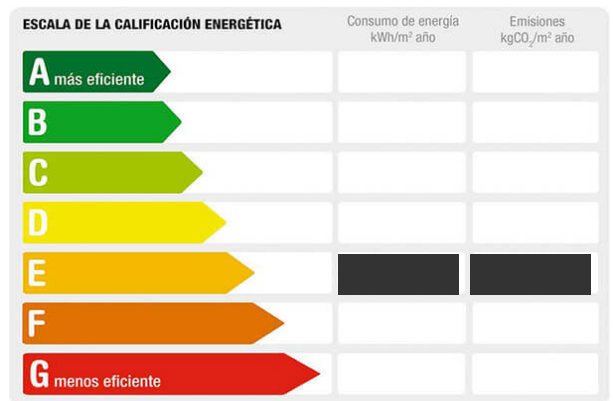 ESCALA DE LA CALIFICACIÓN ENERGÉTICA
Consumo de energía
kWh/m² año
Emisiones
kgCO₂/m² año
A más eficiente
B
C
D
E
F
G menos eficiente